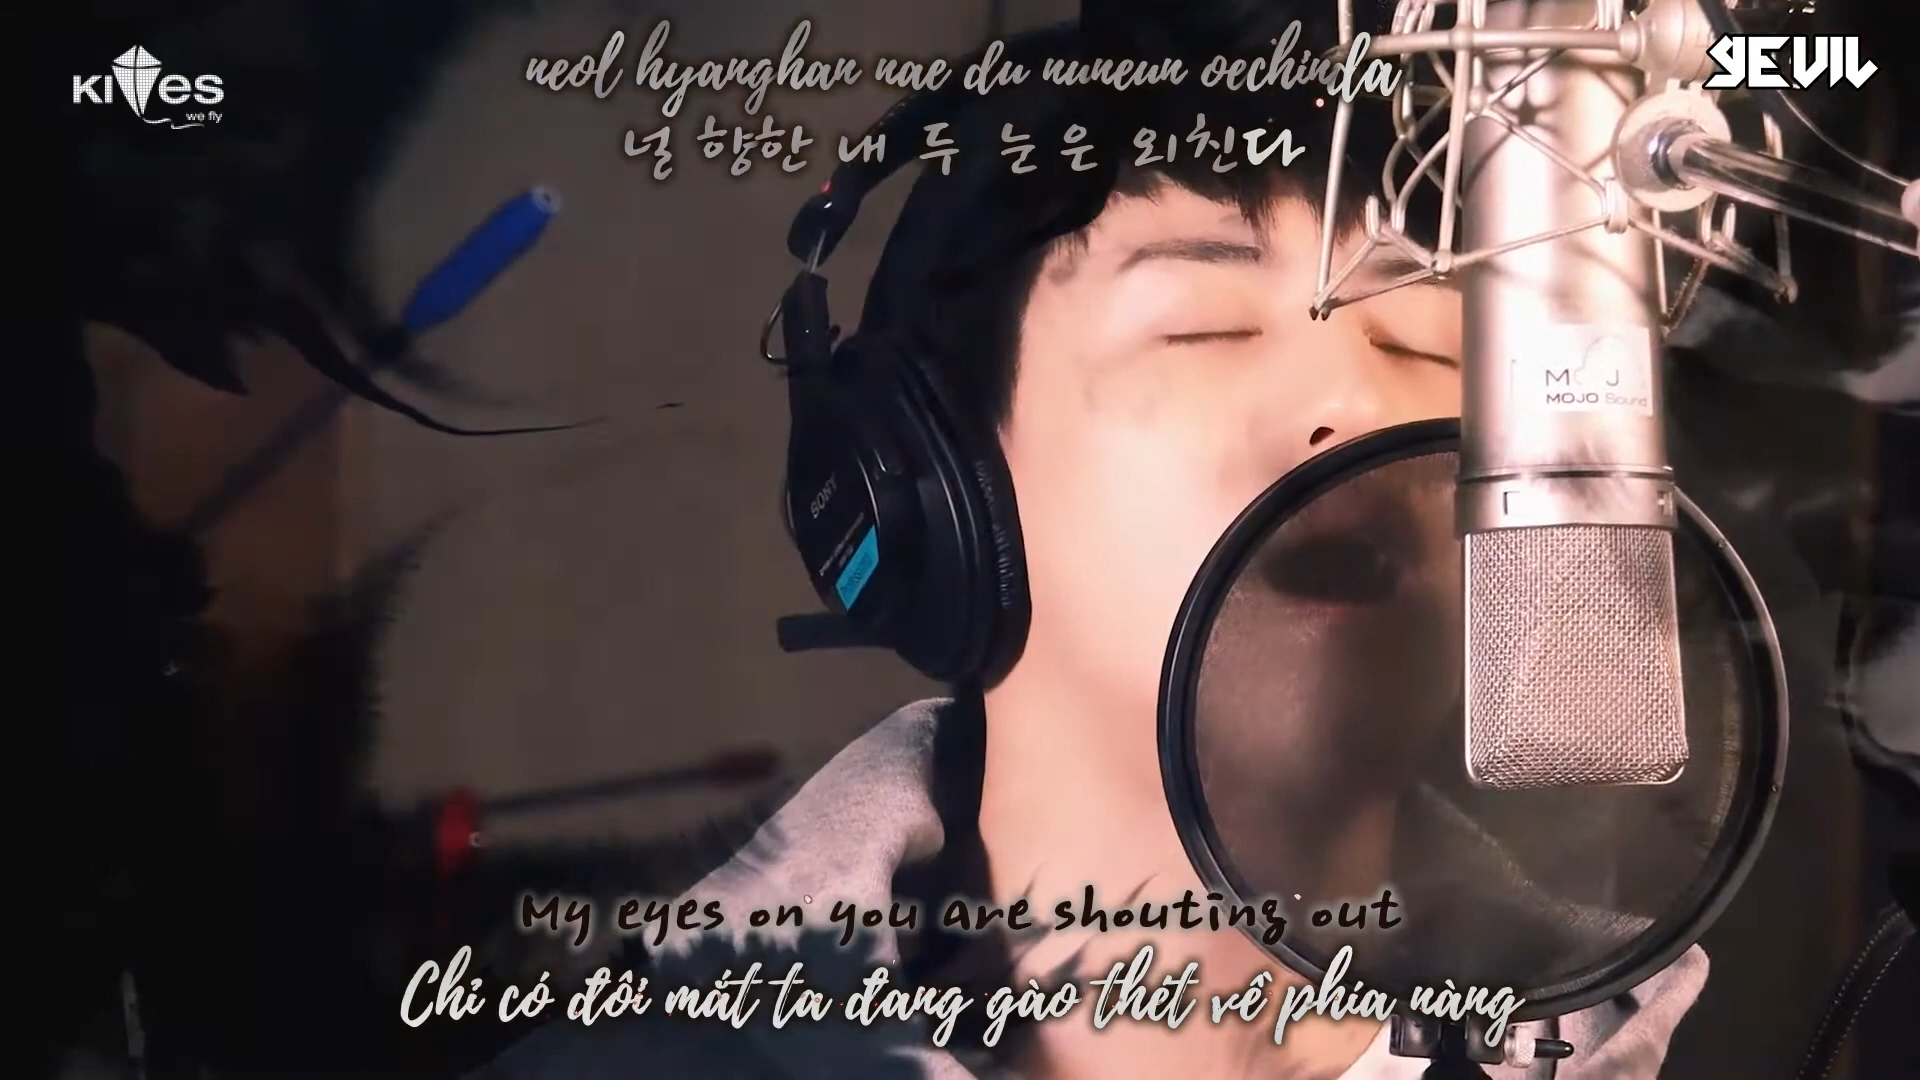 neol hyanghan nae du nuneun oechinda
널 향한 내 두 눈은 외친다
KITES
we fly
YEVIL
SONY
MOJO Sound
My eyes on you are shouting out
Chỉ có đôi mắt ta đang gào thét về phía nàng